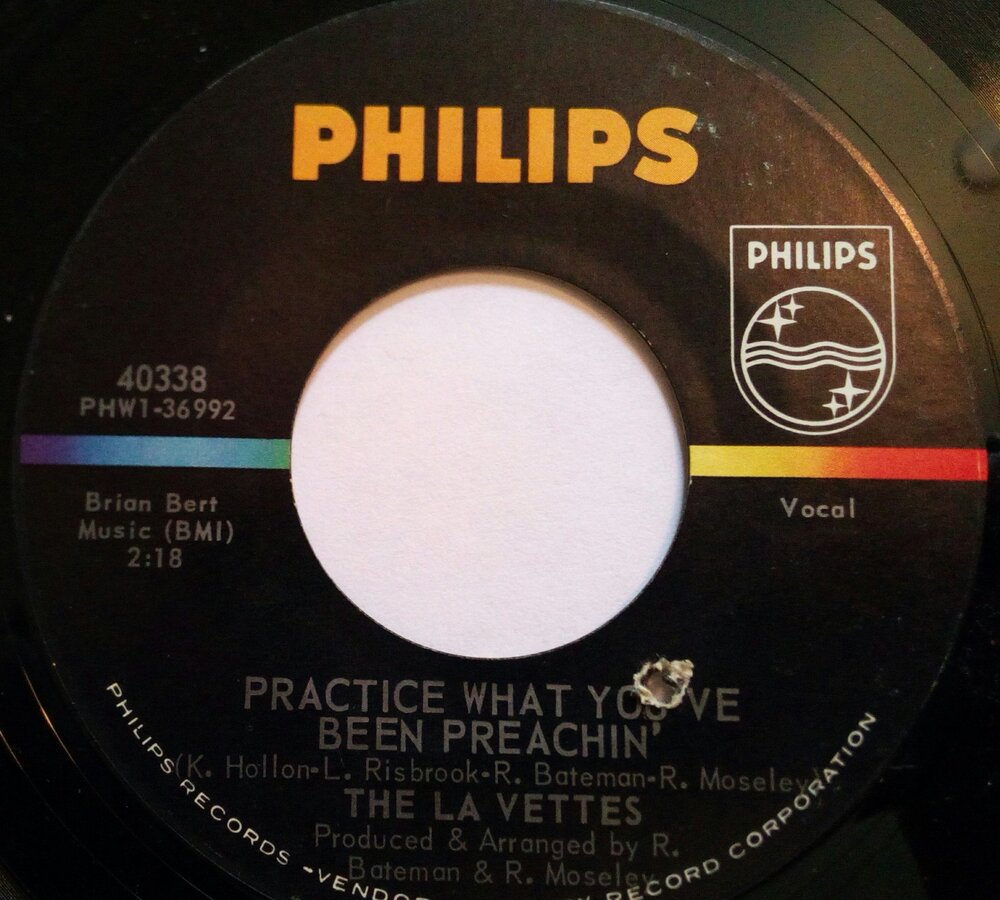 PHILIPS
PHILIPS
40338
PHW1-36992
Brian Bert
Music (BMI)
2:18
Vocal
PRACTICE WHAT YOU'VE
BEEN PREACHIN'
(K. Hollon-L. Risbrook-R. Bateman-R. Moseley)
THE LA VETTES
Produced & Arranged by R.
Bateman & R. Moseley
PHILIPS RECORDS - RECORD CORPORATION